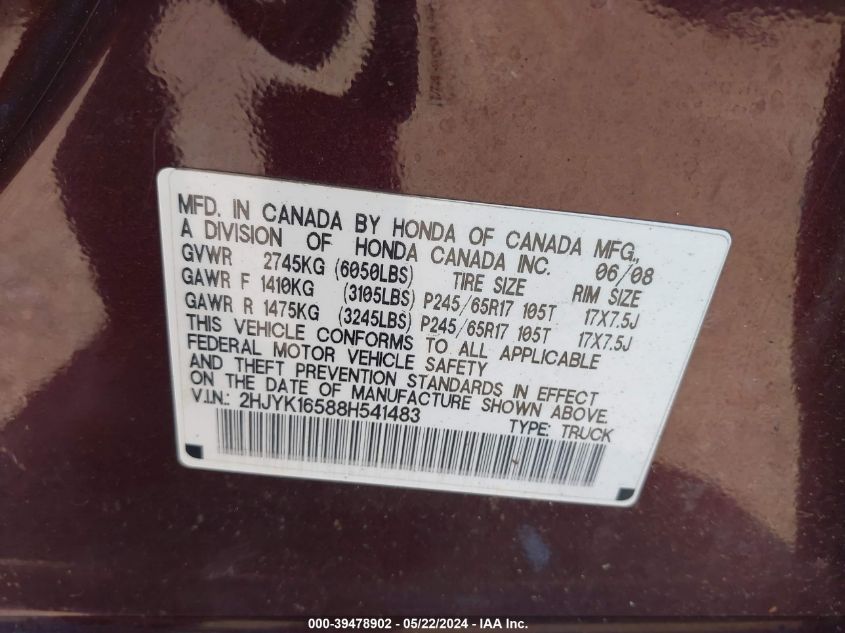 MFD. IN CANADA BY HONDA OF CANADA MFG.,
A DIVISION OF HONDA CANADA INC. 06/08
GVWR 2745KG (6050LBS) TIRE SIZE RIM SIZE
GAWR F 1410KG (3105LBS) P245/65R17 105T 17X7.5J
GAWR R 1475KG (3245LBS) P245/65R17 105T 17X7.5J
THIS VEHICLE CONFORMS TO ALL APPLICABLE
FEDERAL MOTOR VEHICLE SAFETY
AND THEFT PREVENTION STANDARDS IN EFFECT
ON THE DATE OF MANUFACTURE SHOWN ABOVE.
V.I.N.: 2HJYK16588H541483 TYPE: TRUCK
000-39478902 - 05/22/2024 - IAA Inc.